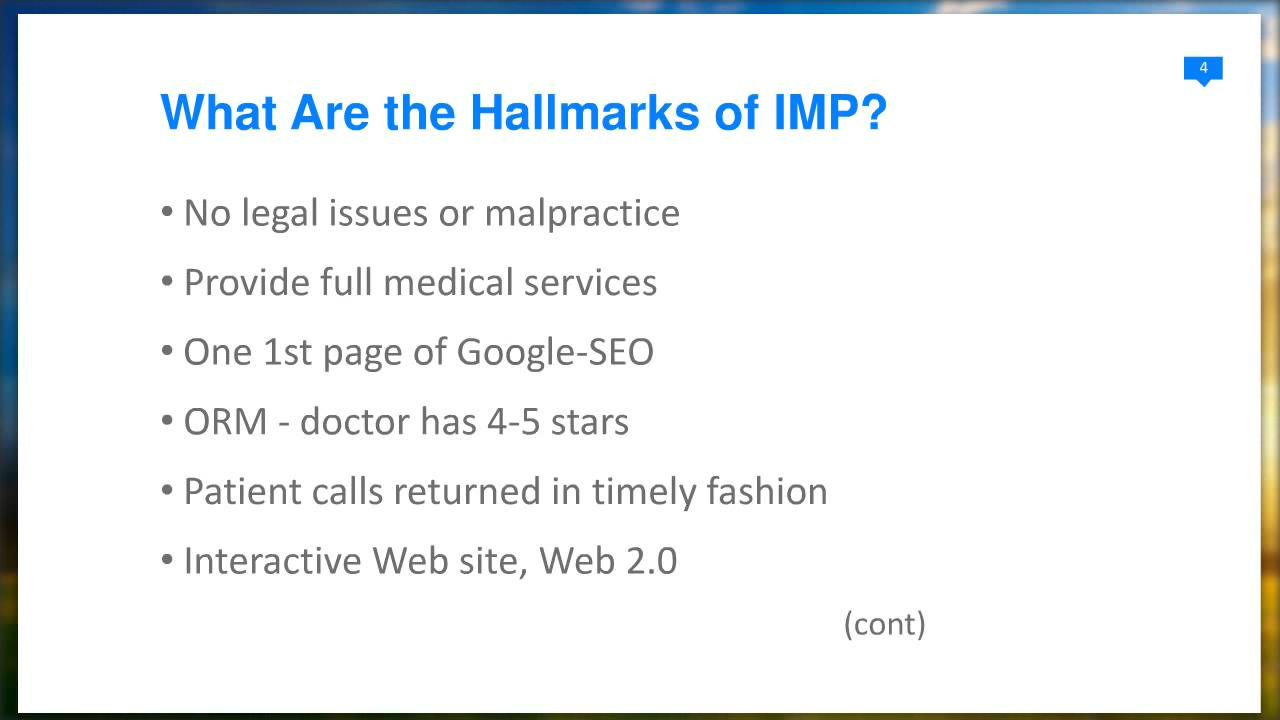 4
What Are the Hallmarks of IMP?
• No legal issues or malpractice
• Provide full medical services
• One 1st page of Google-SEO
• ORM - doctor has 4-5 stars
• Patient calls returned in timely fashion
• Interactive Web site, Web 2.0
(cont)